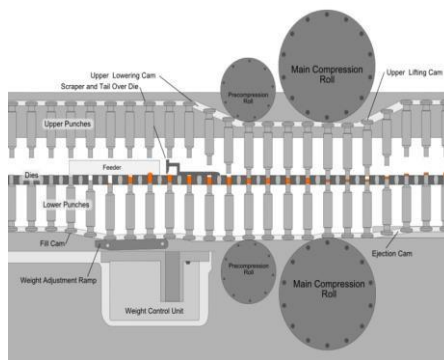 Upper Lowering Cam
Scraper and Tail Over Die
Precompression
Roll
Main Compression
Roll
Upper Lifting Cam
Upper Punches
Feeder
Dies
Lower Punches
Fill Cam
Ejection Cam
Weight Adjustment Ramp
Precompression
Roll
Main Compression
Roll
Weight Control Unit